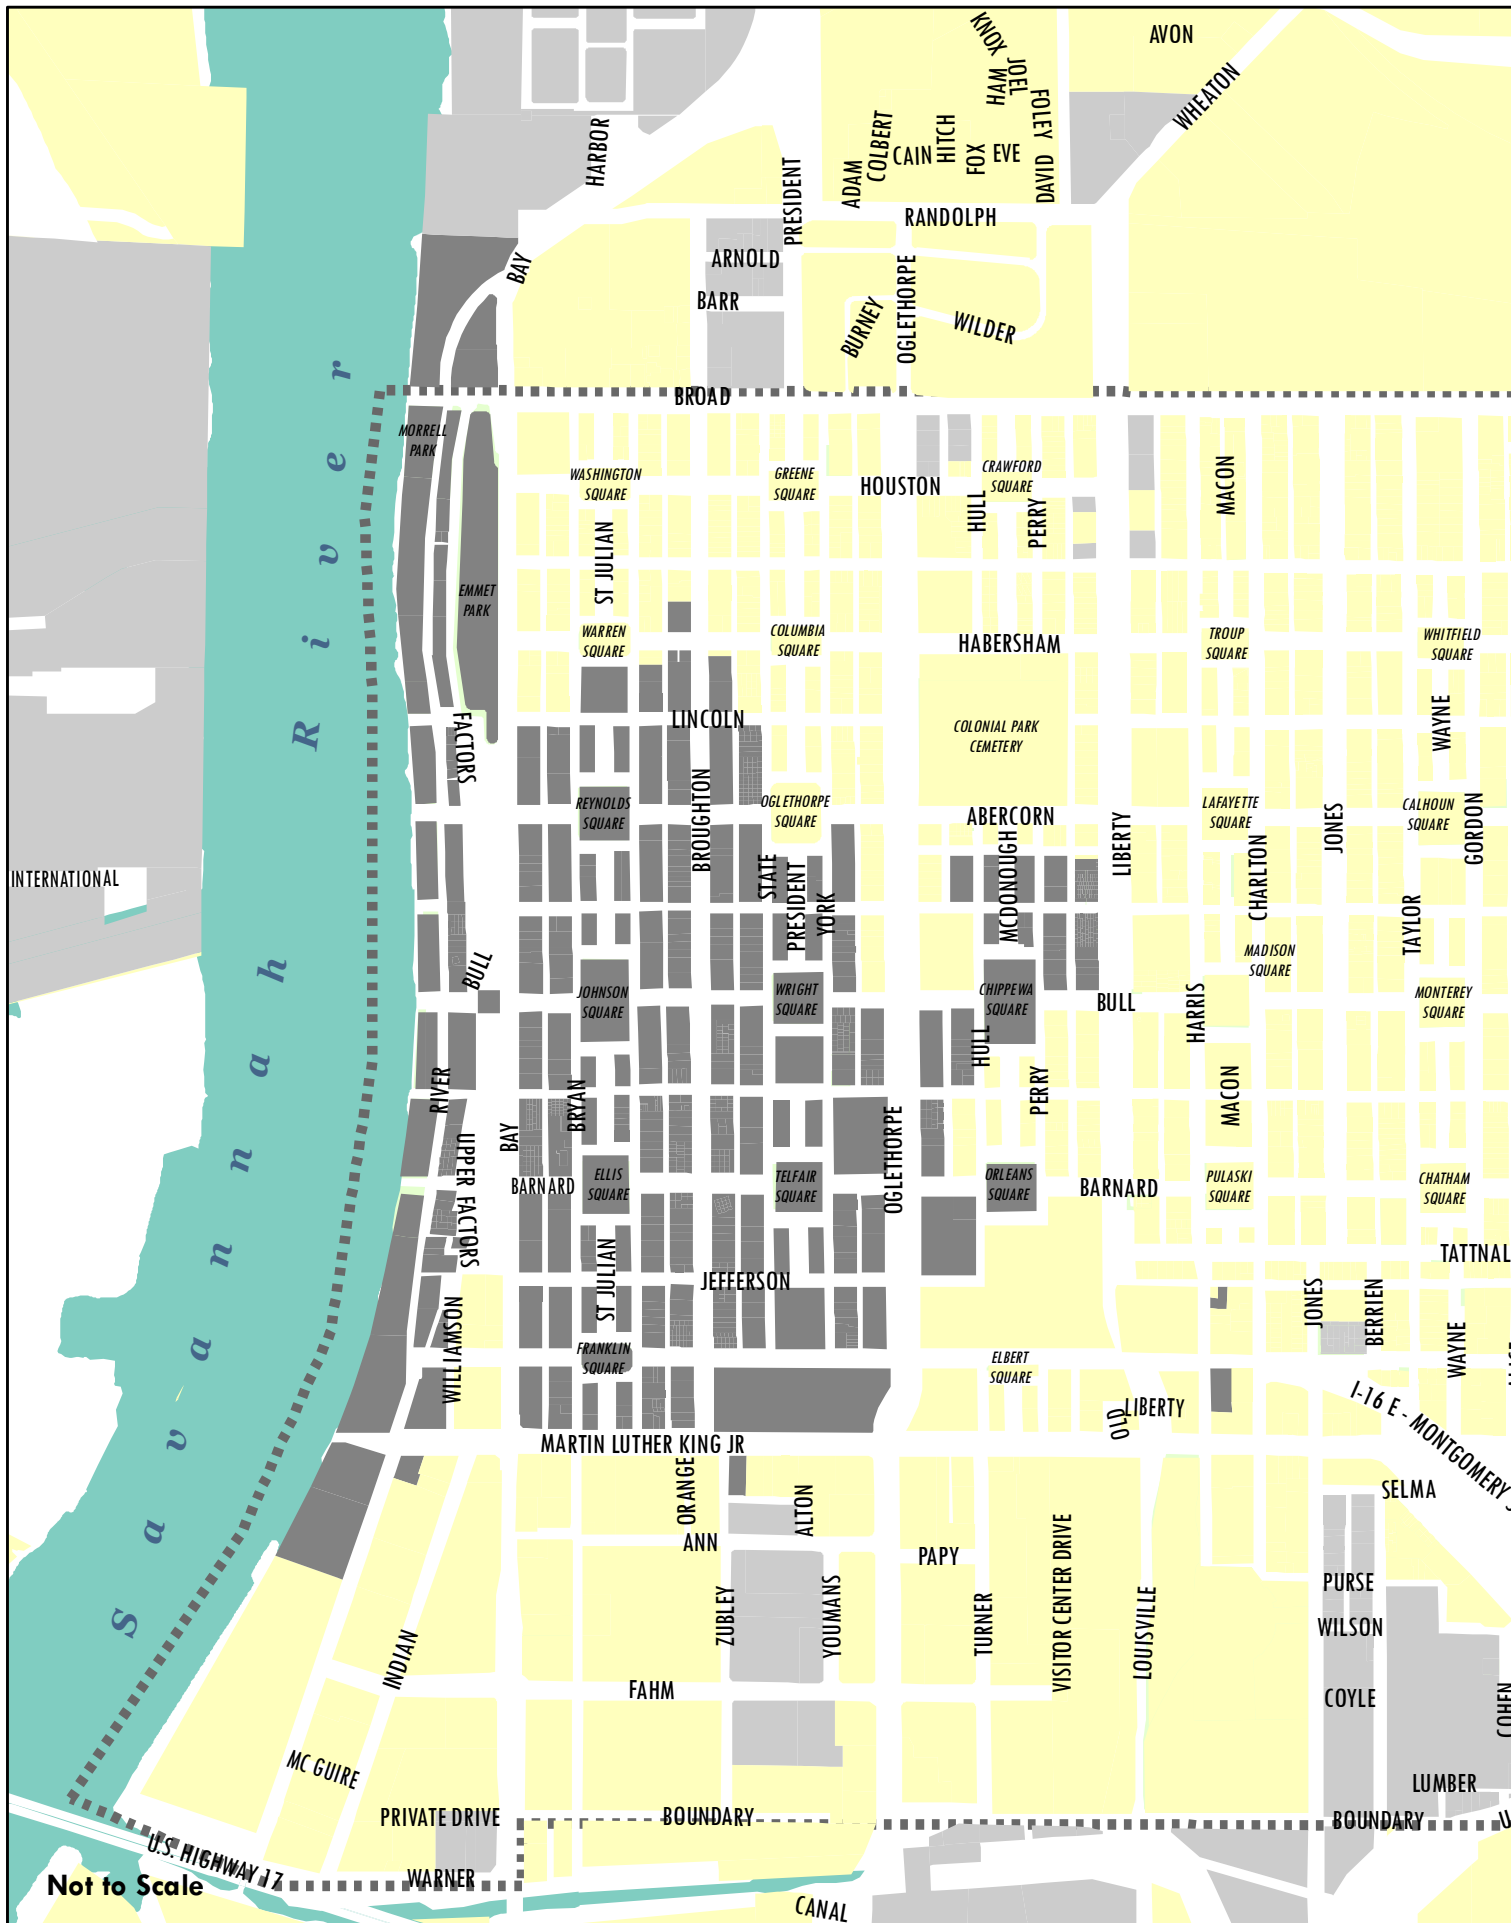 KNOX
AVON
JOEL
WAH
WHEATON
FOLEY
HARBOR
COLBERT
HITCH
CAIN
FOX
EVE
PRESIDENT
ADAM
DAVID
RANDOLPH
BAY
ARNOLD
OGLETHORPE
BARR
BURNEY
WILDER
BROAD
MORRELL
PARK
WASHINGTON
SQUARE
GREENE
SQUARE
HOUSTON
CRAWFORD
SQUARE
HULL
PERRY
MACON
ST JULIAN
EMMET
PARK
WARREN
SQUARE
COLUMBIA
SQUARE
HABERSHAM
TROUP
SQUARE
WHITFIELD
SQUARE
FACTORS
LINCOLN
COLONIAL PARK
CEMETERY
WAYNE
BROUGHTON
REYNOLDS
SQUARE
OGLETHORPE
SQUARE
ABERCORN
LIBERTY
LAFAYETTE
SQUARE
JONES
CALHOUN
SQUARE
GORDON
INTERNATIONAL
STATE
PRESIDENT
YORK
MCDONOUGH
CHARLTON
TAYLOR
MADISON
SQUARE
BULL
JOHNSON
SQUARE
WRIGHT
SQUARE
CHIPPEWA
SQUARE
BULL
HARRIS
MONTEREY
SQUARE
HULL
RIVER
BRYAN
PERRY
MACON
BAY
OGLETHORPE
UPPER FACTORS
BARNARD
ELLIS
SQUARE
TELFAIR
SQUARE
ORLEANS
SQUARE
BARNARD
PULASKI
SQUARE
CHATHAM
SQUARE
TATTNAL
ST JULIAN
JEFFERSON
JONES
BERRIEN
WILLIAMSON
FRANKLIN
SQUARE
ELBERT
SQUARE
WAYNE
OLD
LIBERTY
I-16 E - MONTGOMERY
MARTIN LUTHER KING JR
ORANGE
ALTON
SELMA
ANN
PAPY
ZUBLEY
YOUMANS
TURNER
VISITOR CENTER DRIVE
LOUISVILLE
PURSE
WILSON
INDIAN
FAHM
COYLE
COHEN
MC GUIRE
LUMBER
PRIVATE DRIVE
BOUNDARY
BOUNDARY
U.S. HIGHWAY 17
WARNER
Not to Scale
CANAL
Savannah River